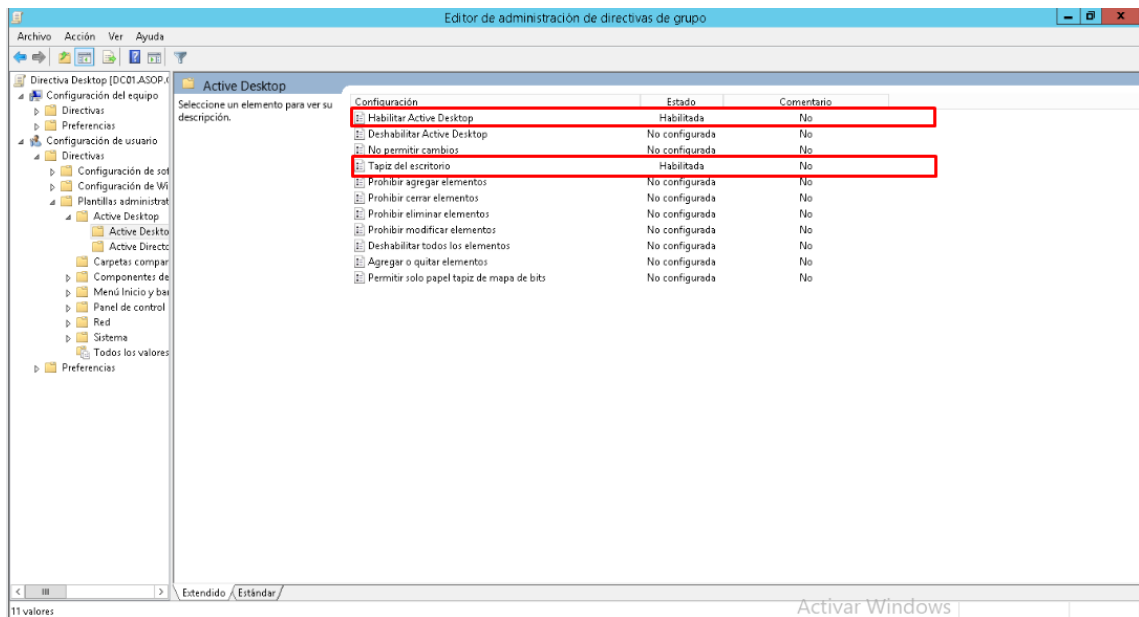 Editor de administración de directivas de grupo
Archivo Acción Ver Ayuda
Directiva Desktop [DC01.ASOP.
Configuración del equipo
Directivas
Preferencias
Configuración de usuario
Directivas
Configuración de sof
Configuración de Wi
Plantillas administrat
Active Desktop
Active Deskto
Active Directo
Carpetas compar
Componentes de
Menú Inicio y bar
Panel de control
Red
Sistema
Todos los valores
Preferencias
Active Desktop
Seleccione un elemento para ver su
descripción.
Configuración Estado Comentario
Habilitar Active Desktop Habilitada No
Deshabilitar Active Desktop No configurada No
No permitir cambios No configurada No
Tapiz del escritorio Habilitada No
Prohibir agregar elementos No configurada No
Prohibir cerrar elementos No configurada No
Prohibir eliminar elementos No configurada No
Prohibir modificar elementos No configurada No
Deshabilitar todos los elementos No configurada No
Agregar o quitar elementos No configurada No
Permitir solo papel tapiz de mapa de bits No configurada No
Extendido Estándar
11 valores
Activar Windows